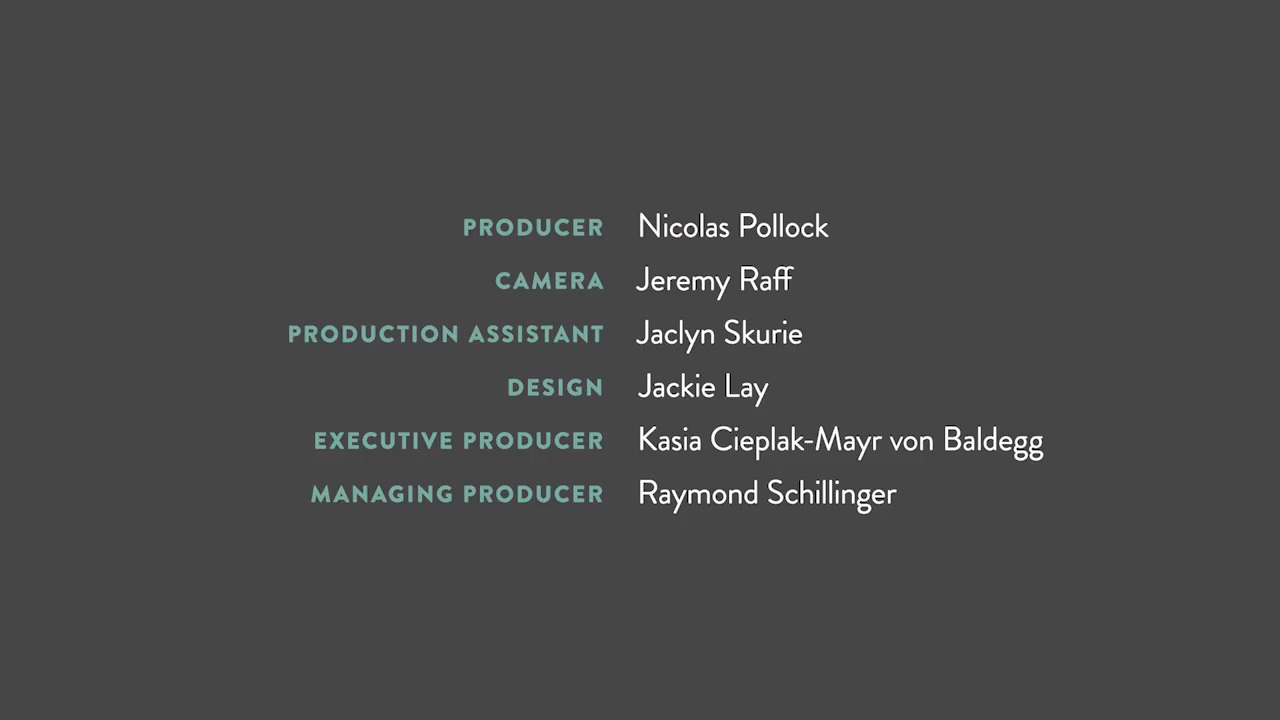 PRODUCER Nicolas Pollock
CAMERA Jeremy Raff
PRODUCTION ASSISTANT Jaclyn Skurie
DESIGN Jackie Lay
EXECUTIVE PRODUCER Kasia Cieplak-Mayr von Baldegg
MANAGING PRODUCER Raymond Schillinger